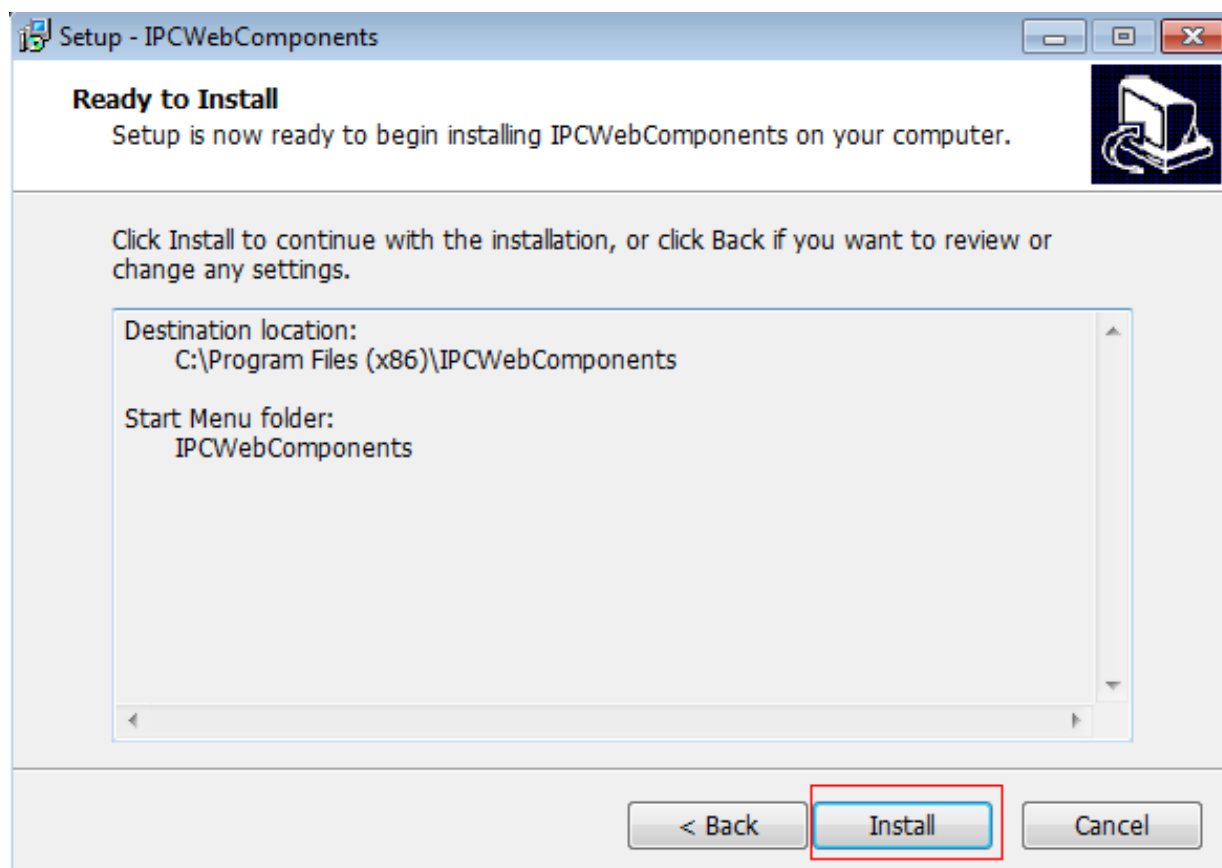 Setup - IPCWebComponents
Ready to Install
Setup is now ready to begin installing IPCWebComponents on your computer.
Click Install to continue with the installation, or click Back if you want to review or
change any settings.
Destination location:
C:\Program Files (x86)\IPCWebComponents
Start Menu folder:
IPCWebComponents
< Back Install Cancel